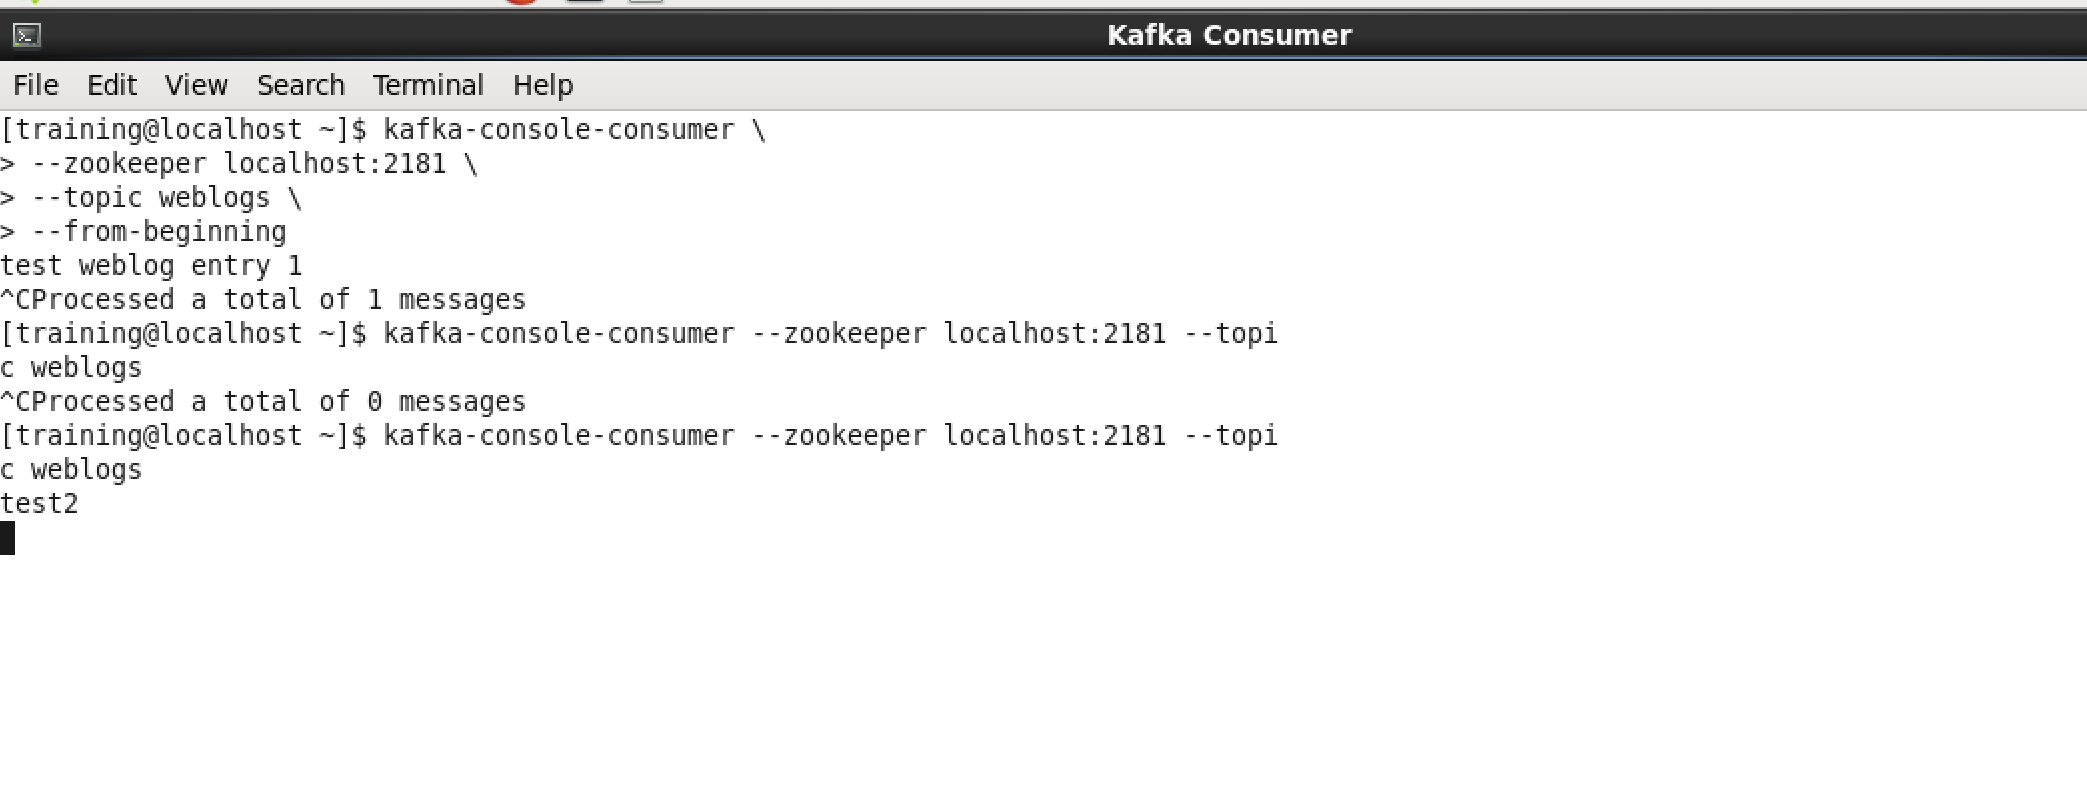 Kafka Consumer
File Edit View Search Terminal Help
[training@localhost ~]$ kafka-console-consumer \
> --zookeeper localhost:2181 \
> --topic weblogs \
> --from-beginning
test weblog entry 1
^CProcessed a total of 1 messages
[training@localhost ~]$ kafka-console-consumer --zookeeper localhost:2181 --topi
c weblogs
^CProcessed a total of 0 messages
[training@localhost ~]$ kafka-console-consumer --zookeeper localhost:2181 --topi
c weblogs
test2